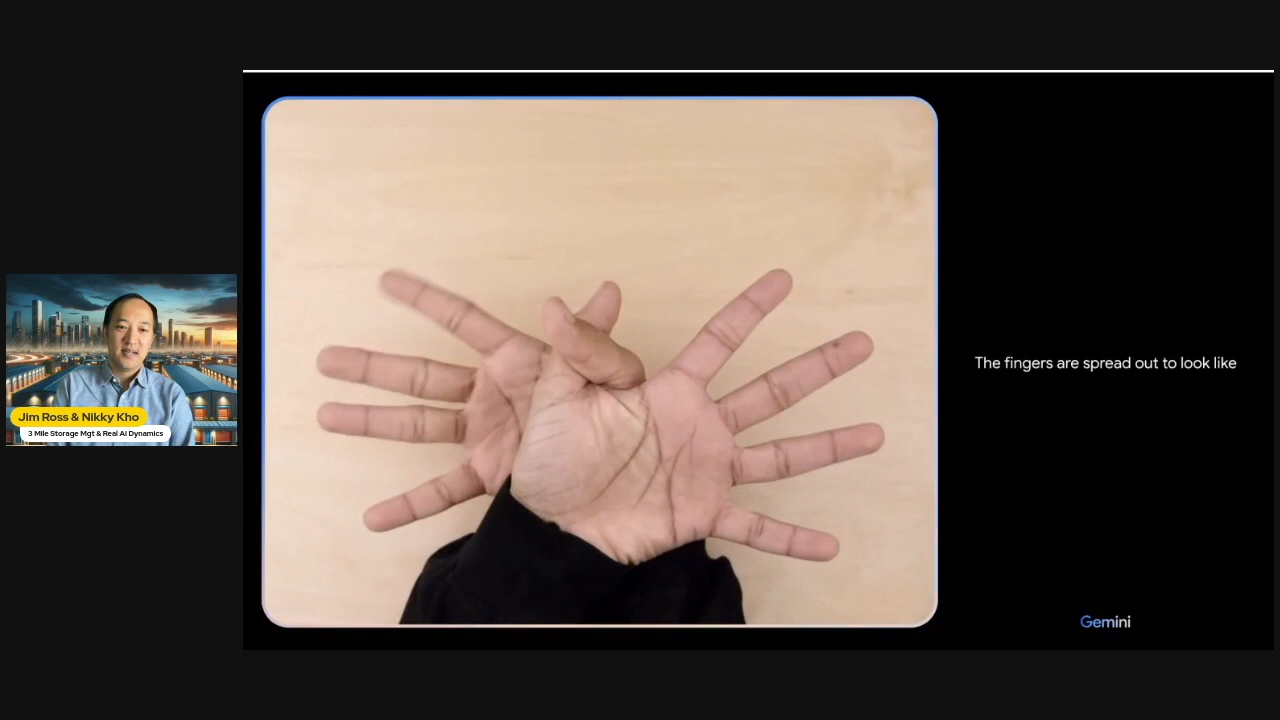 Jim Ross & Nikky Kho
3 Mile Storage Mgt & Real AI Dynamics
The fingers are spread out to look like
Gemini